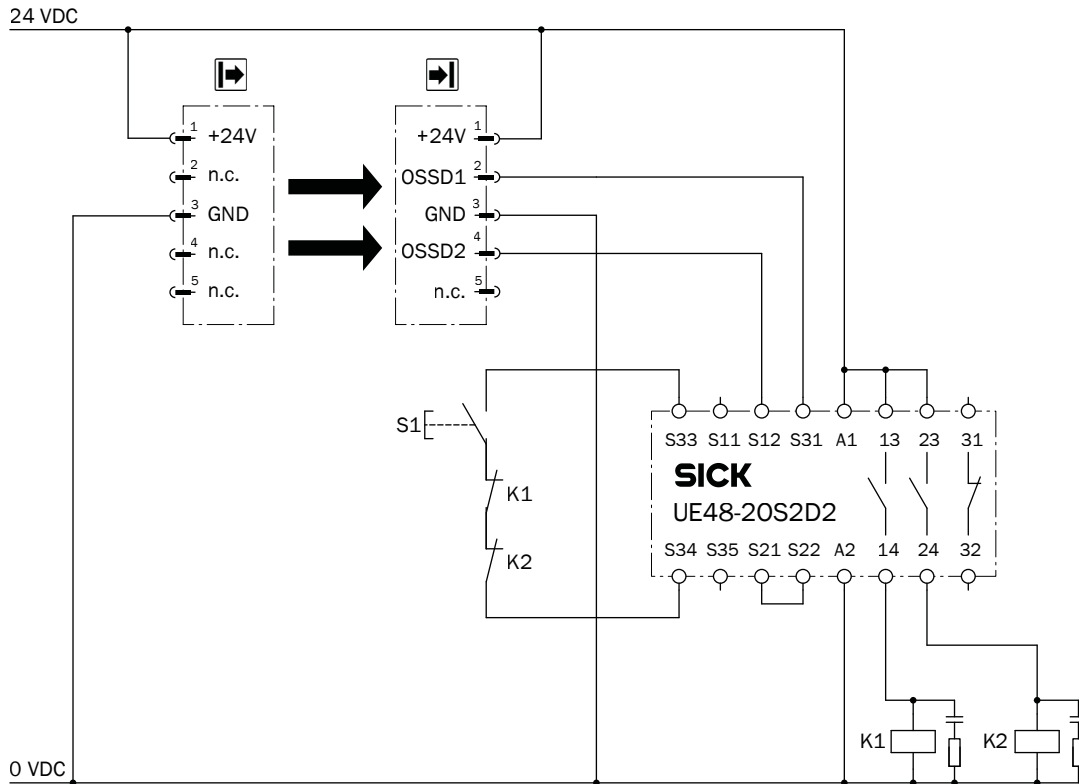 24 VDC
1 +24V
2 n.c.
3 GND
4 n.c.
5 n.c.
+24V 1
OSSD1 2
GND 3
OSSD2 4
n.c. 5
S1
K1
K2
S33 S11 S12 S31 A1 13 23 31
SICK
UE48-20S2D2
S34 S35 S21 S22 A2 14 24 32
K1
K2
0 VDC